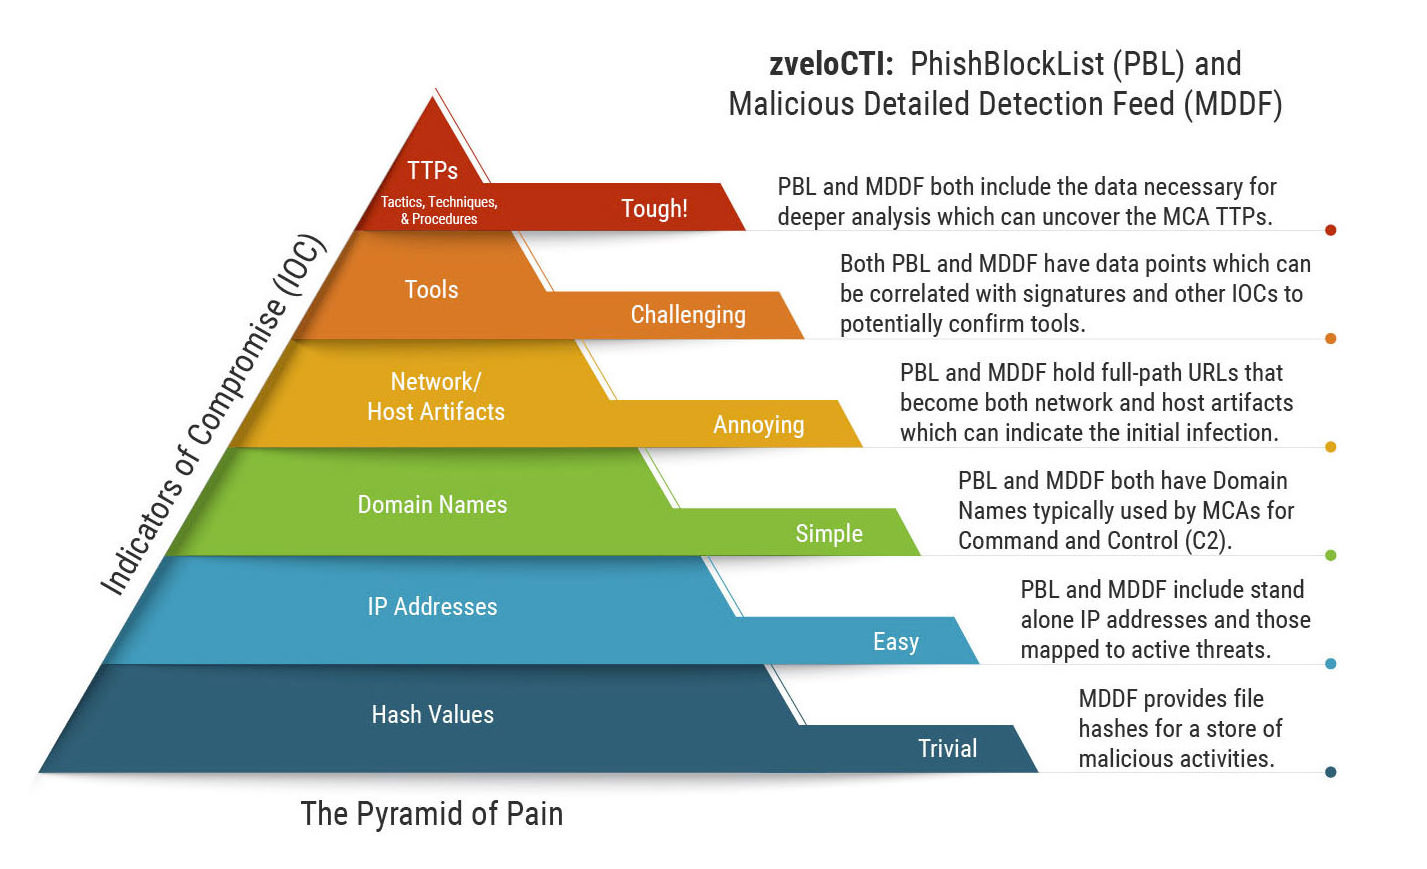 zveloCTI: PhishBlockList (PBL) and
Malicious Detailed Detection Feed (MDDF)
Indicators of Compromise (IOC)
TTPs
Tactics, Techniques,
& Procedures
Tough!
PBL and MDDF both include the data necessary for
deeper analysis which can uncover the MCA TTPs.
Tools
Challenging
Both PBL and MDDF have data points which can
be correlated with signatures and other IOCs to
potentially confirm tools.
Network/
Host Artifacts
Annoying
PBL and MDDF hold full-path URLs that
become both network and host artifacts
which can indicate the initial infection.
Domain Names
Simple
PBL and MDDF both have Domain
Names typically used by MCAs for
Command and Control (C2).
IP Addresses
Easy
PBL and MDDF include stand
alone IP addresses and those
mapped to active threats.
Hash Values
Trivial
MDDF provides file
hashes for a store of
malicious activities.
The Pyramid of Pain